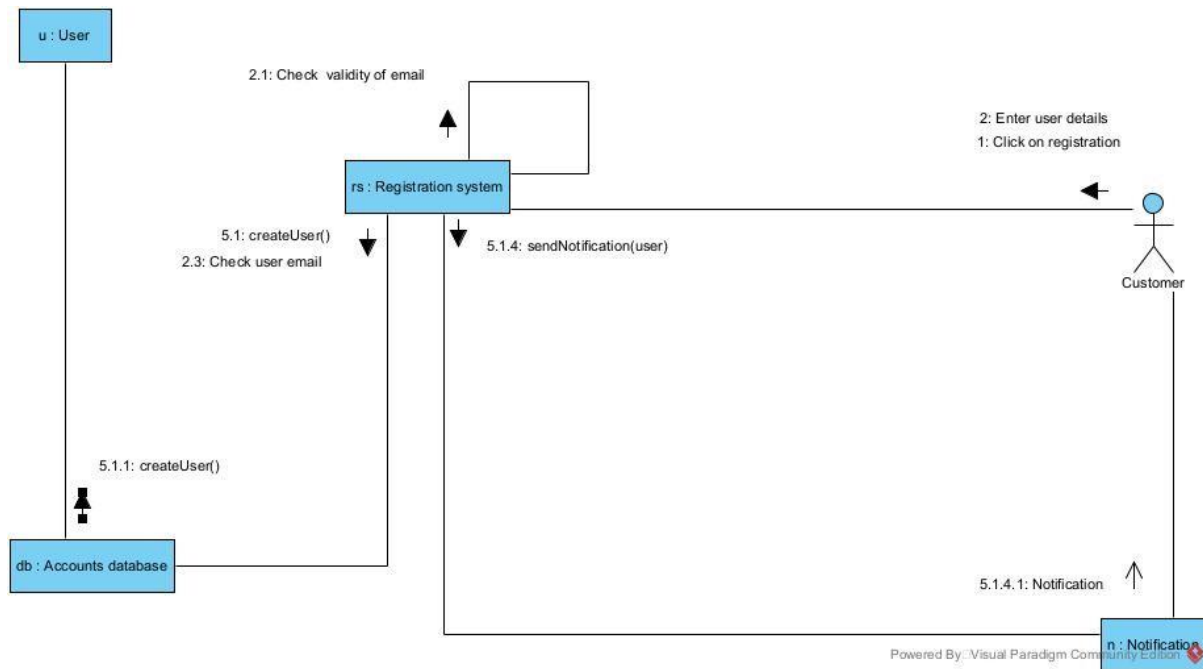 u : User
2.1: Check validity of email
2: Enter user details
1: Click on registration
rs : Registration system
5.1: createUser()
2.3: Check user email
5.1.4: sendNotification(user)
Customer
5.1.1: createUser()
db : Accounts database
5.1.4.1: Notification
n : Notification
Powered By Visual Paradigm Community Edition